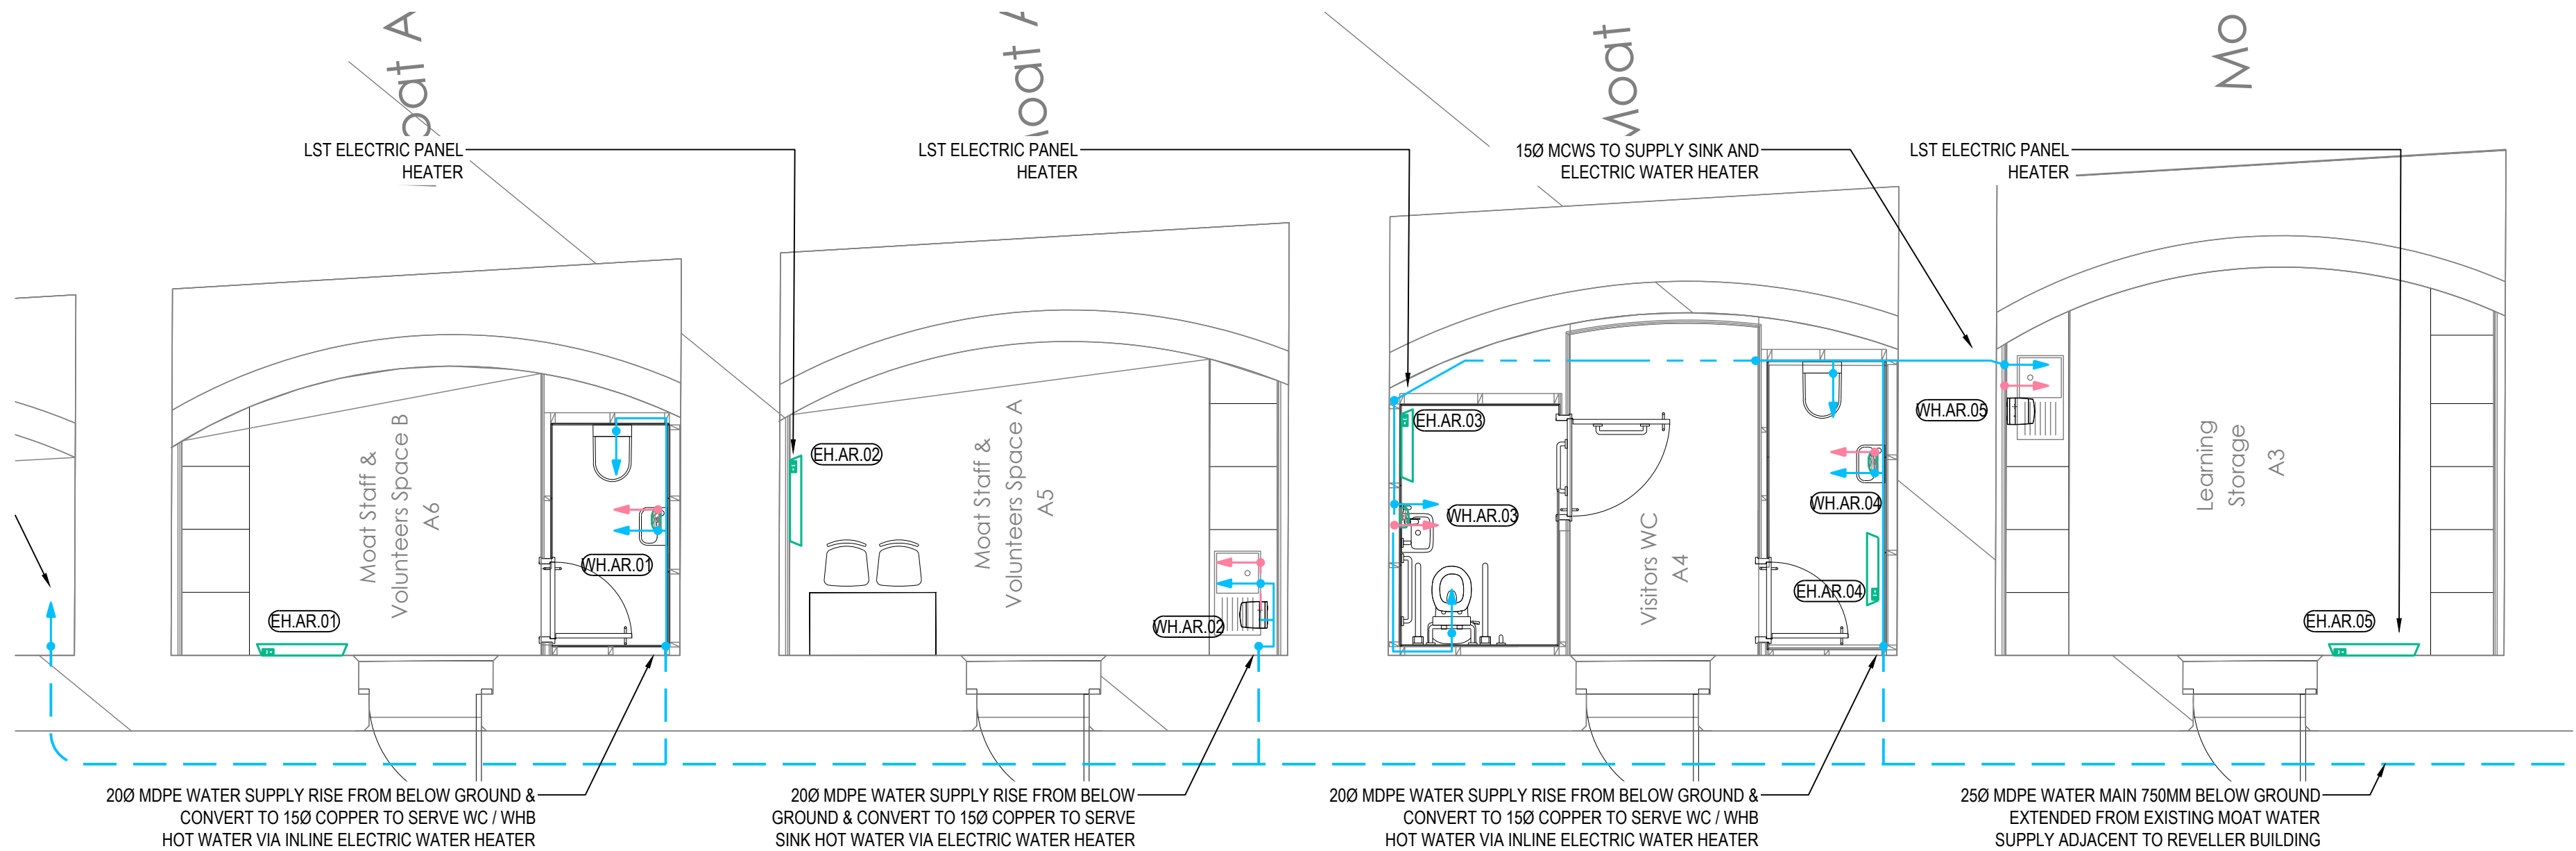 LST ELECTRIC PANEL
HEATER
LST ELECTRIC PANEL
HEATER
15Ø MCWS TO SUPPLY SINK AND
ELECTRIC WATER HEATER
LST ELECTRIC PANEL
HEATER
Moat Staff &
Volunteers Space B
A6
EH.AR.01
WH.AR.01
EH.AR.02
Moat Staff &
Volunteers Space A
A5
WH.AR.02
EH.AR.03
WH.AR.03
Visitors WC
A4
WH.AR.04
EH.AR.04
WH.AR.05
Learning
Storage
A3
EH.AR.05
20Ø MDPE WATER SUPPLY RISE FROM BELOW GROUND &
CONVERT TO 15Ø COPPER TO SERVE WC / WHB
HOT WATER VIA INLINE ELECTRIC WATER HEATER
20Ø MDPE WATER SUPPLY RISE FROM BELOW
GROUND & CONVERT TO 15Ø COPPER TO SERVE
SINK HOT WATER VIA ELECTRIC WATER HEATER
20Ø MDPE WATER SUPPLY RISE FROM BELOW GROUND &
CONVERT TO 15Ø COPPER TO SERVE WC / WHB
HOT WATER VIA INLINE ELECTRIC WATER HEATER
25Ø MDPE WATER MAIN 750MM BELOW GROUND
EXTENDED FROM EXISTING MOAT WATER
SUPPLY ADJACENT TO REVELLER BUILDING